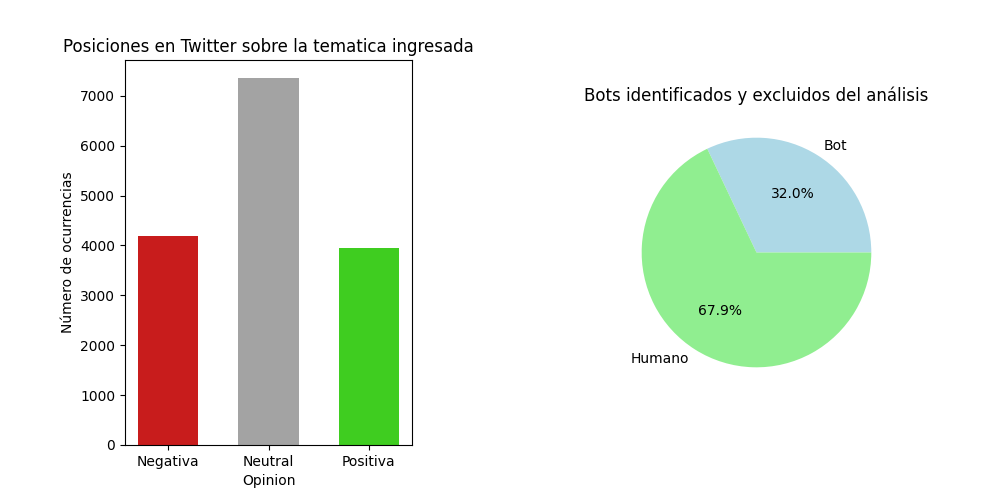 Posiciones en Twitter sobre la tematica ingresada
Número de ocurrencias
7000
6000
5000
4000
3000
2000
1000
0
Negativa
Neutral
Positiva
Opinion
Bots identificados y excluidos del análisis
Bot
32.0%
67.9%
Humano